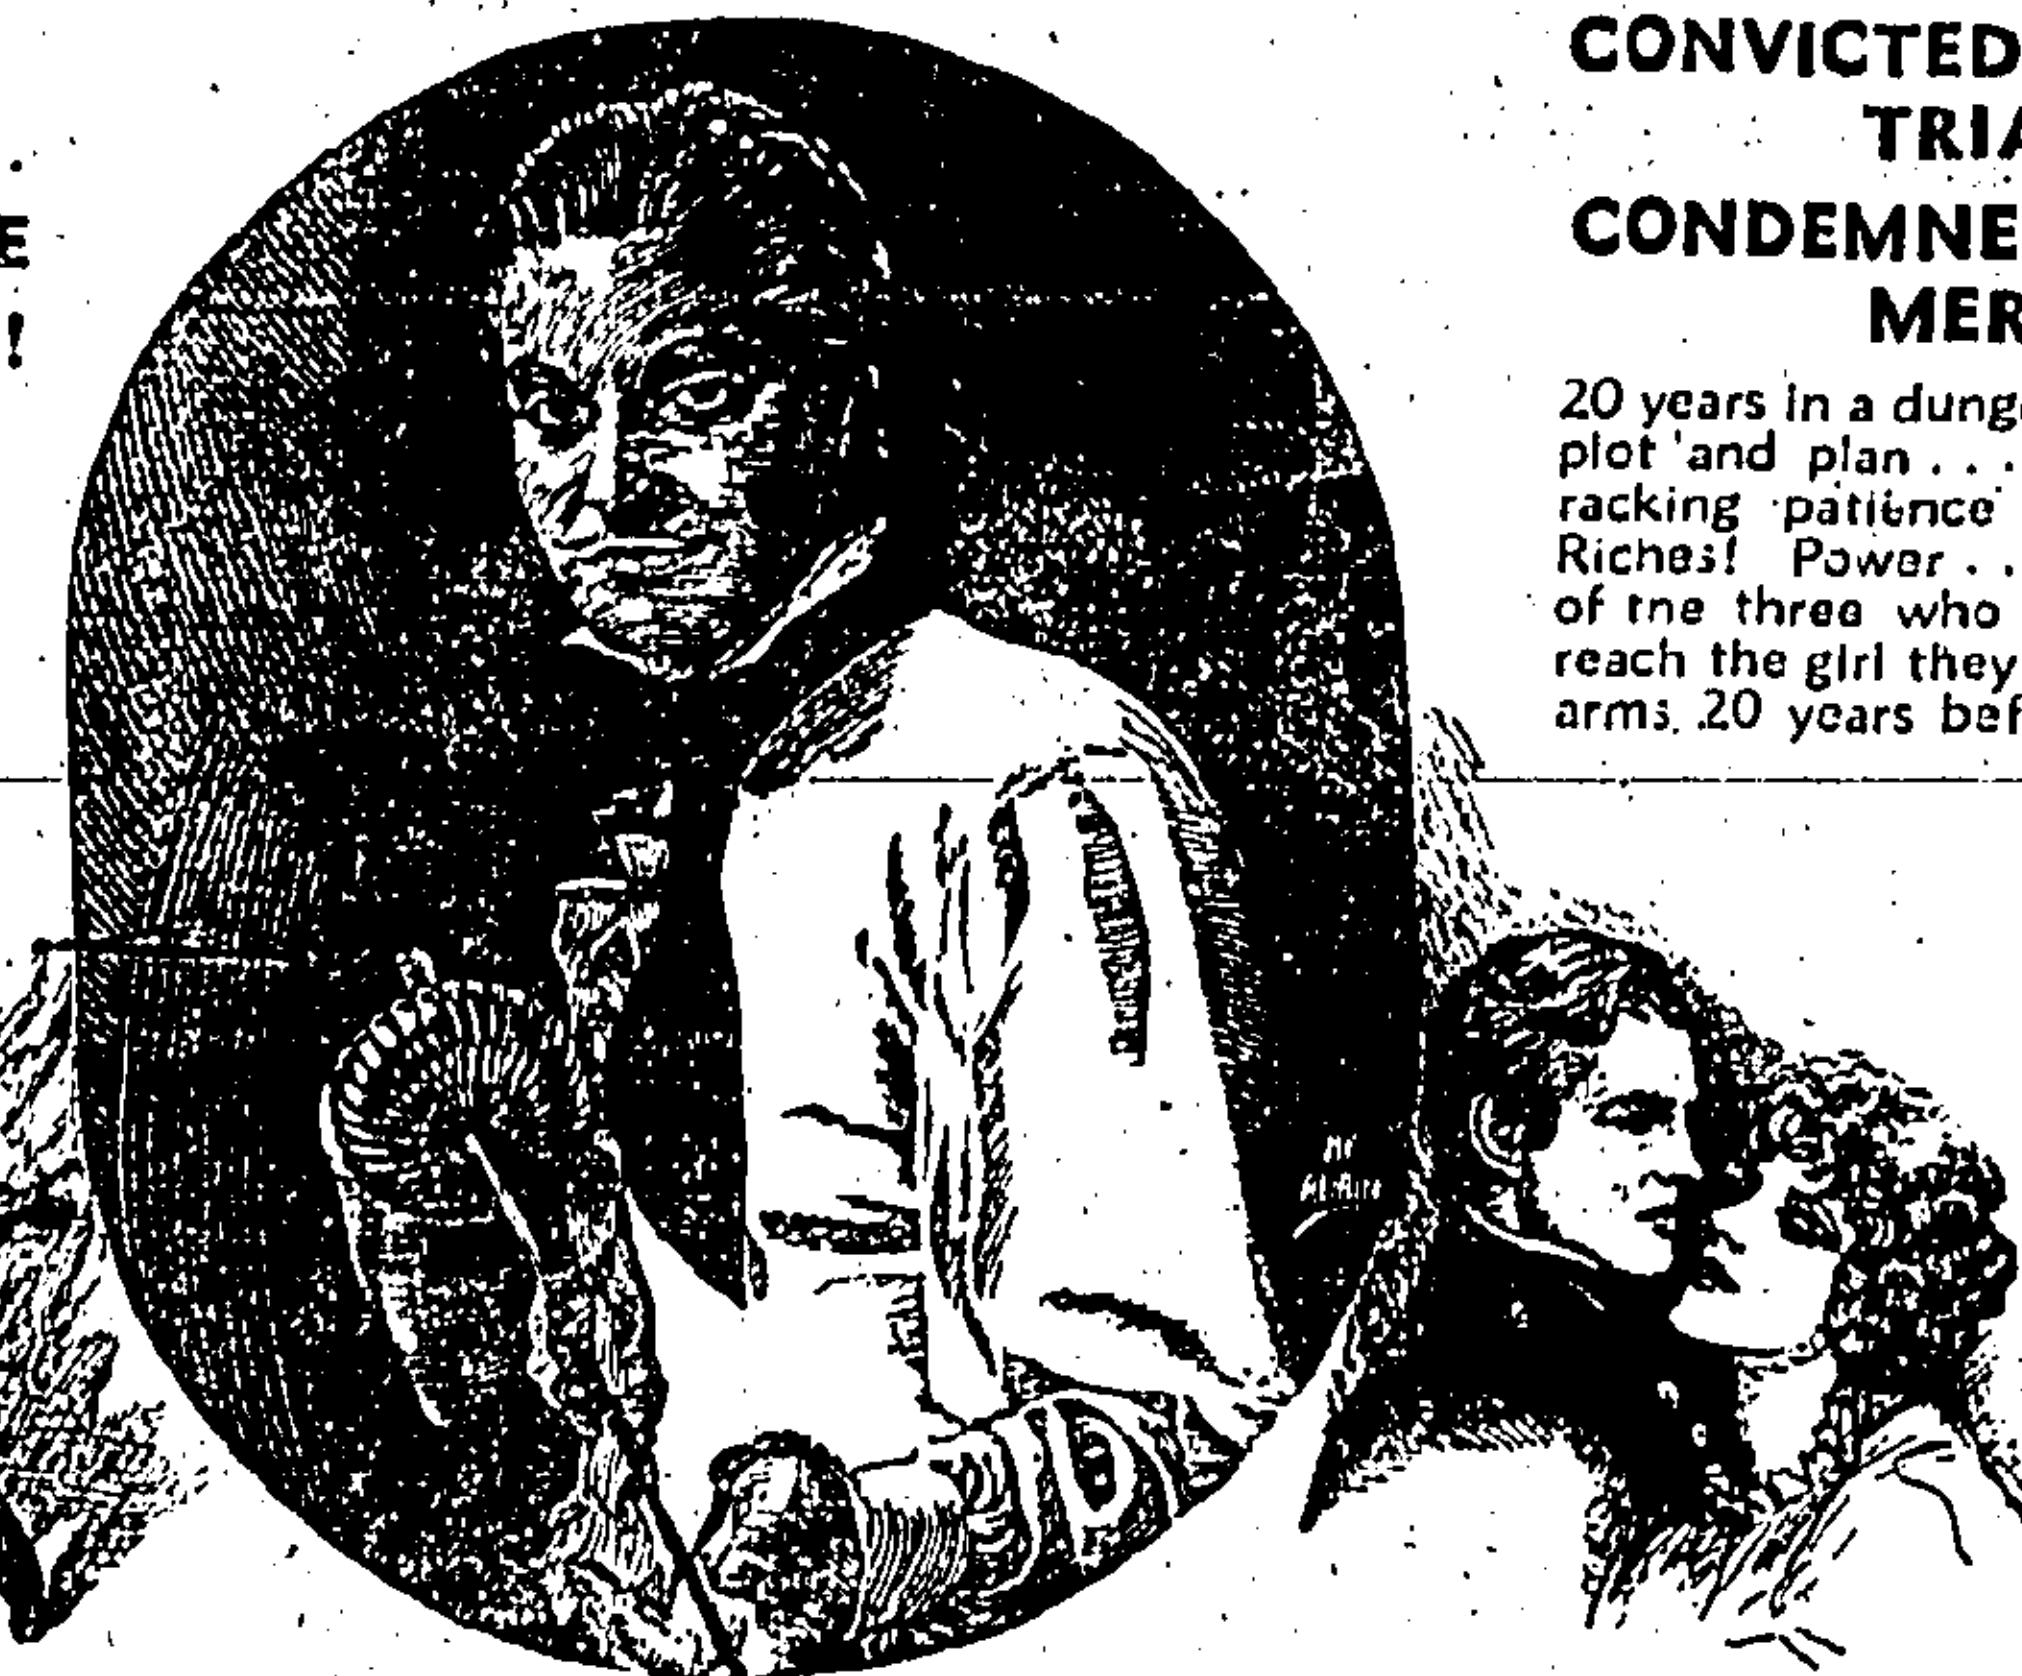 E
!
CONVICTED
TRIA
CONDEMNE
MER
20 years in a dung
plot and plan . . .
racking patience
Riches! Power . .
of the three who
reach the girl they
arms. 20 years bef